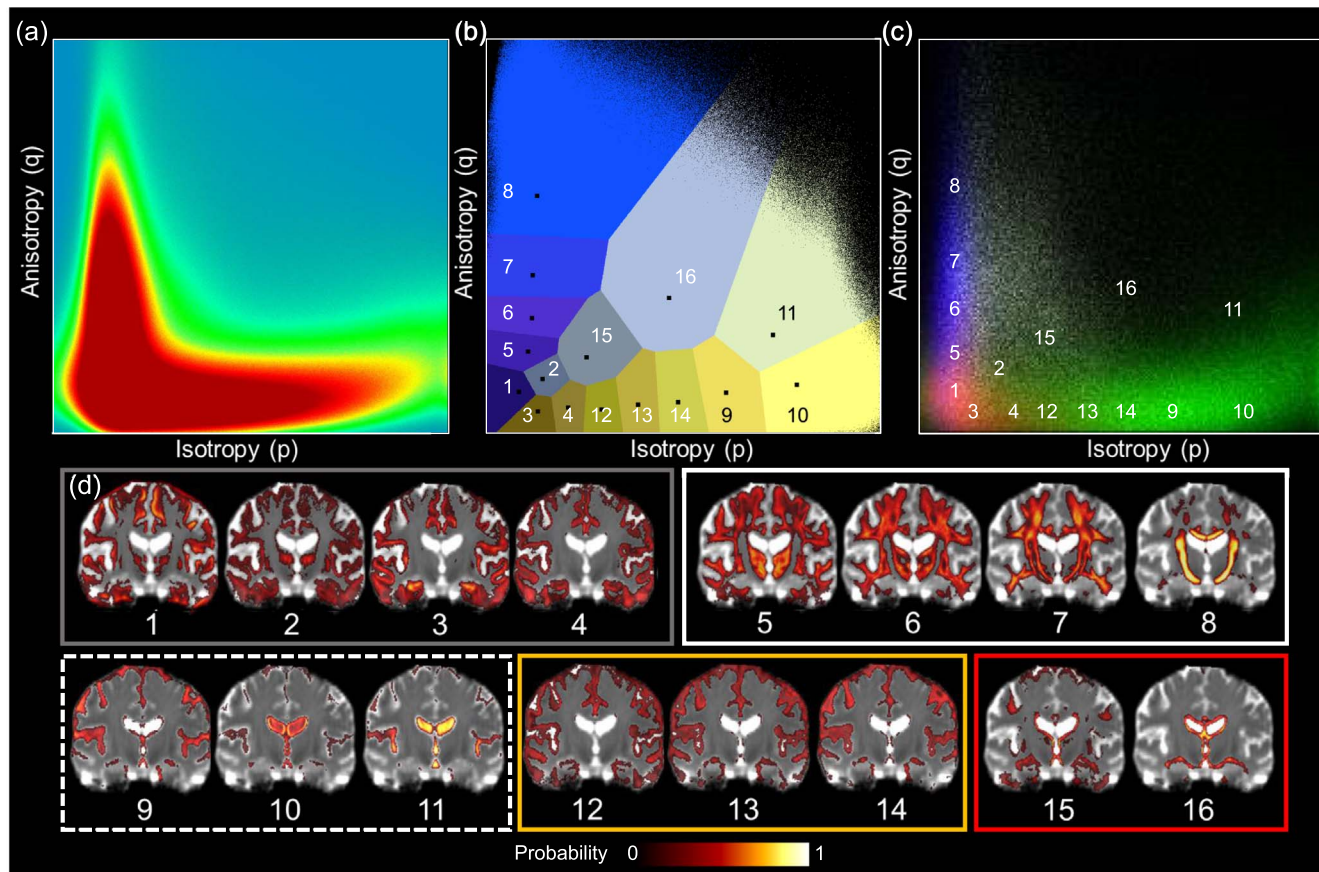 (a)
Anisotropy (q)
Isotropy (p)
(b)
Anisotropy (q)
8
7
6
5
1
2
15
16
11
3 4 12 13 14 9 10
Isotropy (p)
(c)
Anisotropy (q)
8
7
6
5
1
2
15
16
11
3 4 12 13 14 9 10
Isotropy (p)
(d)
1 2 3 4
5 6 7 8
9 10 11
12 13 14
15 16
Probability 0 1